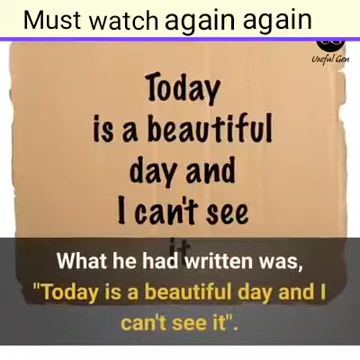 Must watch again again
Useful Gen
Today
is a beautiful
day and
I can't see
it
What he had written was,
"Today is a beautiful day and I
can't see it".